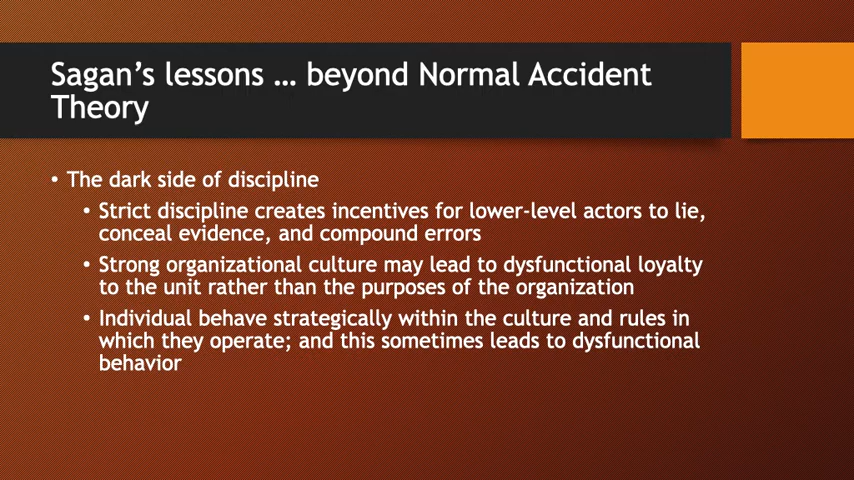 Sagan's lessons … beyond Normal Accident
Theory
• The dark side of discipline
• Strict discipline creates incentives for lower-level actors to lie,
conceal evidence, and compound errors
• Strong organizational culture may lead to dysfunctional loyalty
to the unit rather than the purposes of the organization
• Individual behave strategically within the culture and rules in
which they operate; and this sometimes leads to dysfunctional
behavior